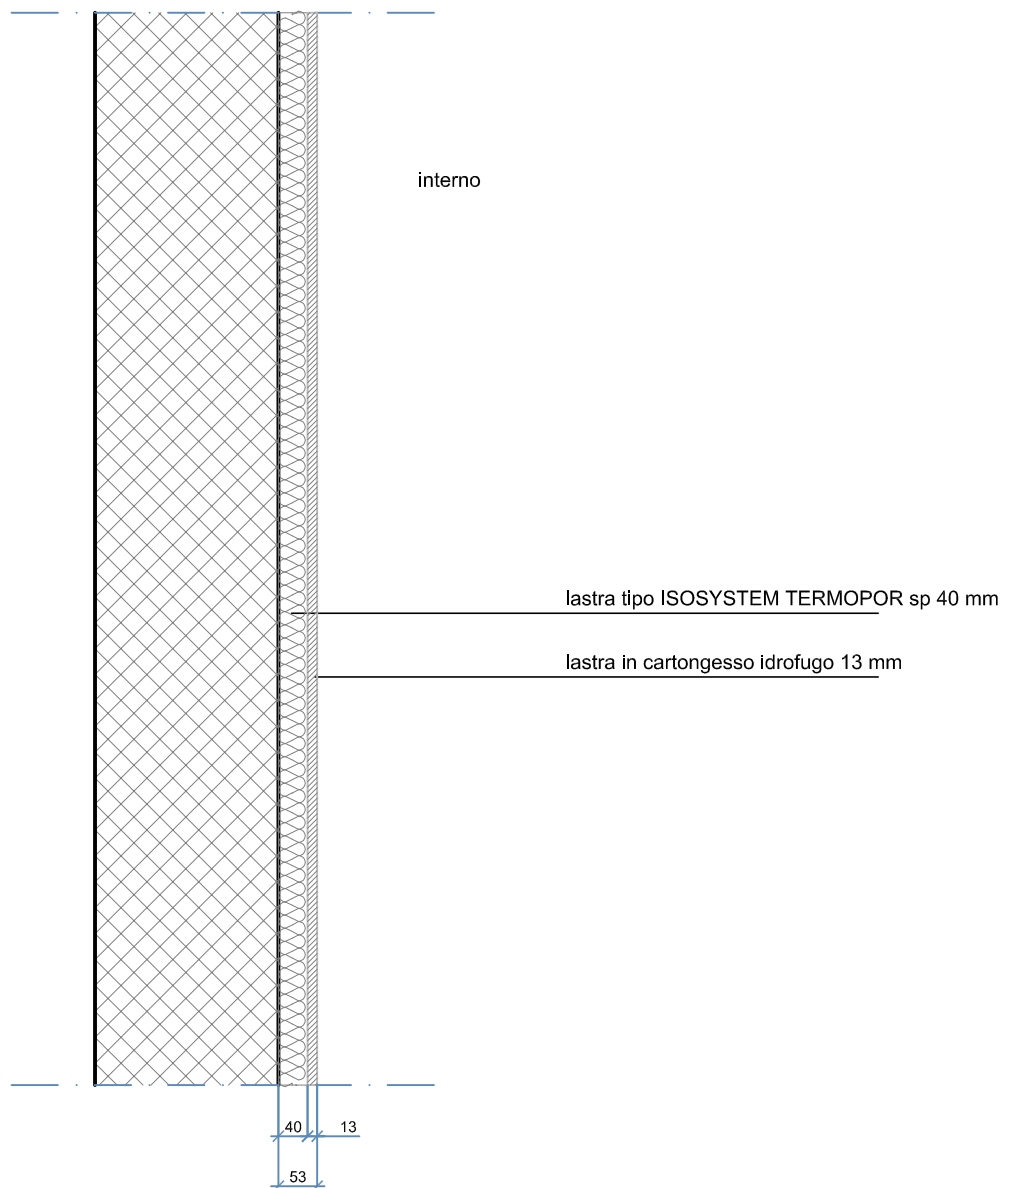 interno
lastra tipo ISOSYSTEM TERMOPOR sp 40 mm
lastra in cartongesso idrofugo 13 mm
40 13
53